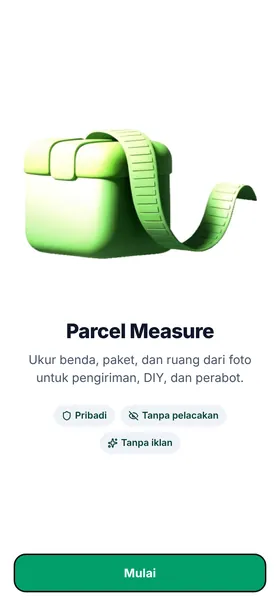 Parcel Measure
Ukur benda, paket, dan ruang dari foto
untuk pengiriman, DIY, dan perabot.
Pribadi
Tanpa pelacakan
Tanpa iklan
Mulai